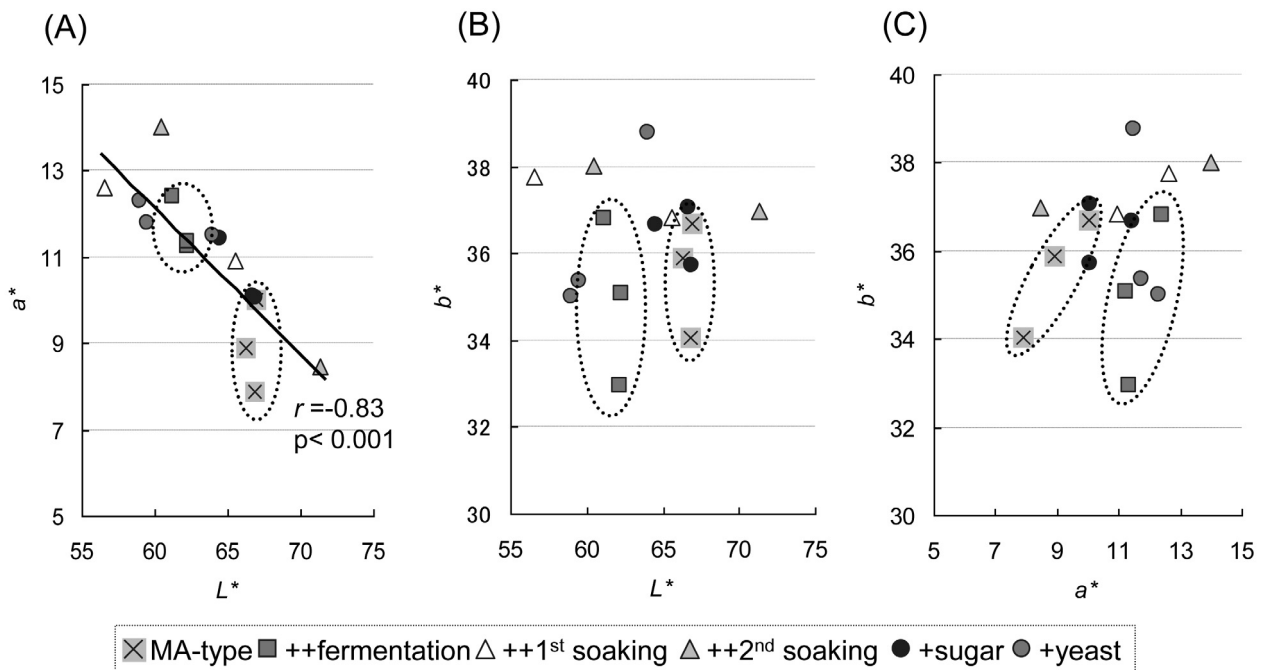 (A)
(B)
(C)
15
13
11
9
7
5
a*
55 60 65 70 75
L*
r =-0.83
p< 0.001
40
38
36
34
32
30
b*
55 60 65 70 75
L*
40
38
36
34
32
30
b*
5 7 9 11 13 15
a*
MA-type ++fermentation ++1st soaking ++2nd soaking +sugar +yeast